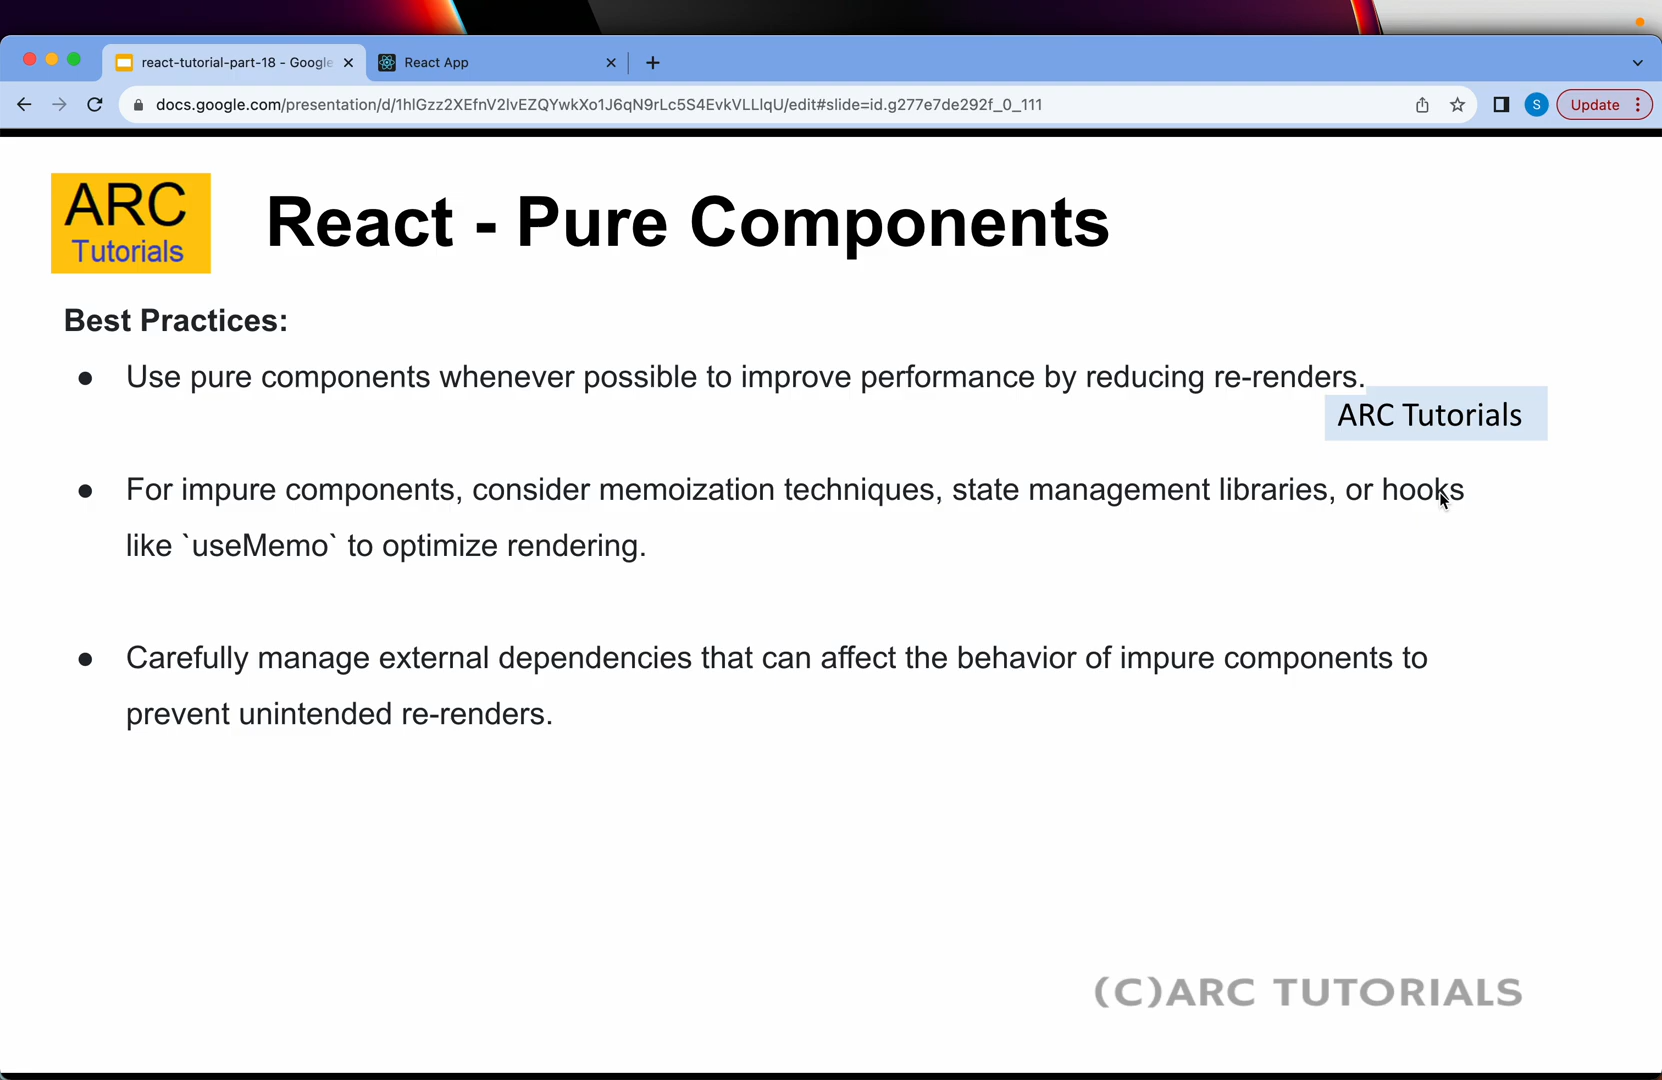 react-tutorial-part-18 - Google
React App
docs.google.com/presentation/d/1hlGzz2XEfnV2lvEZQYwkXo1J6qN9rLc5S4EvkVLLlqU/edit#slide=id.g277e7de292f_0_111
S
Update
ARC
Tutorials
React - Pure Components
Best Practices:
● Use pure components whenever possible to improve performance by reducing re-renders.
ARC Tutorials
● For impure components, consider memoization techniques, state management libraries, or hooks
like `useMemo` to optimize rendering.
● Carefully manage external dependencies that can affect the behavior of impure components to
prevent unintended re-renders.
(C)ARC TUTORIALS